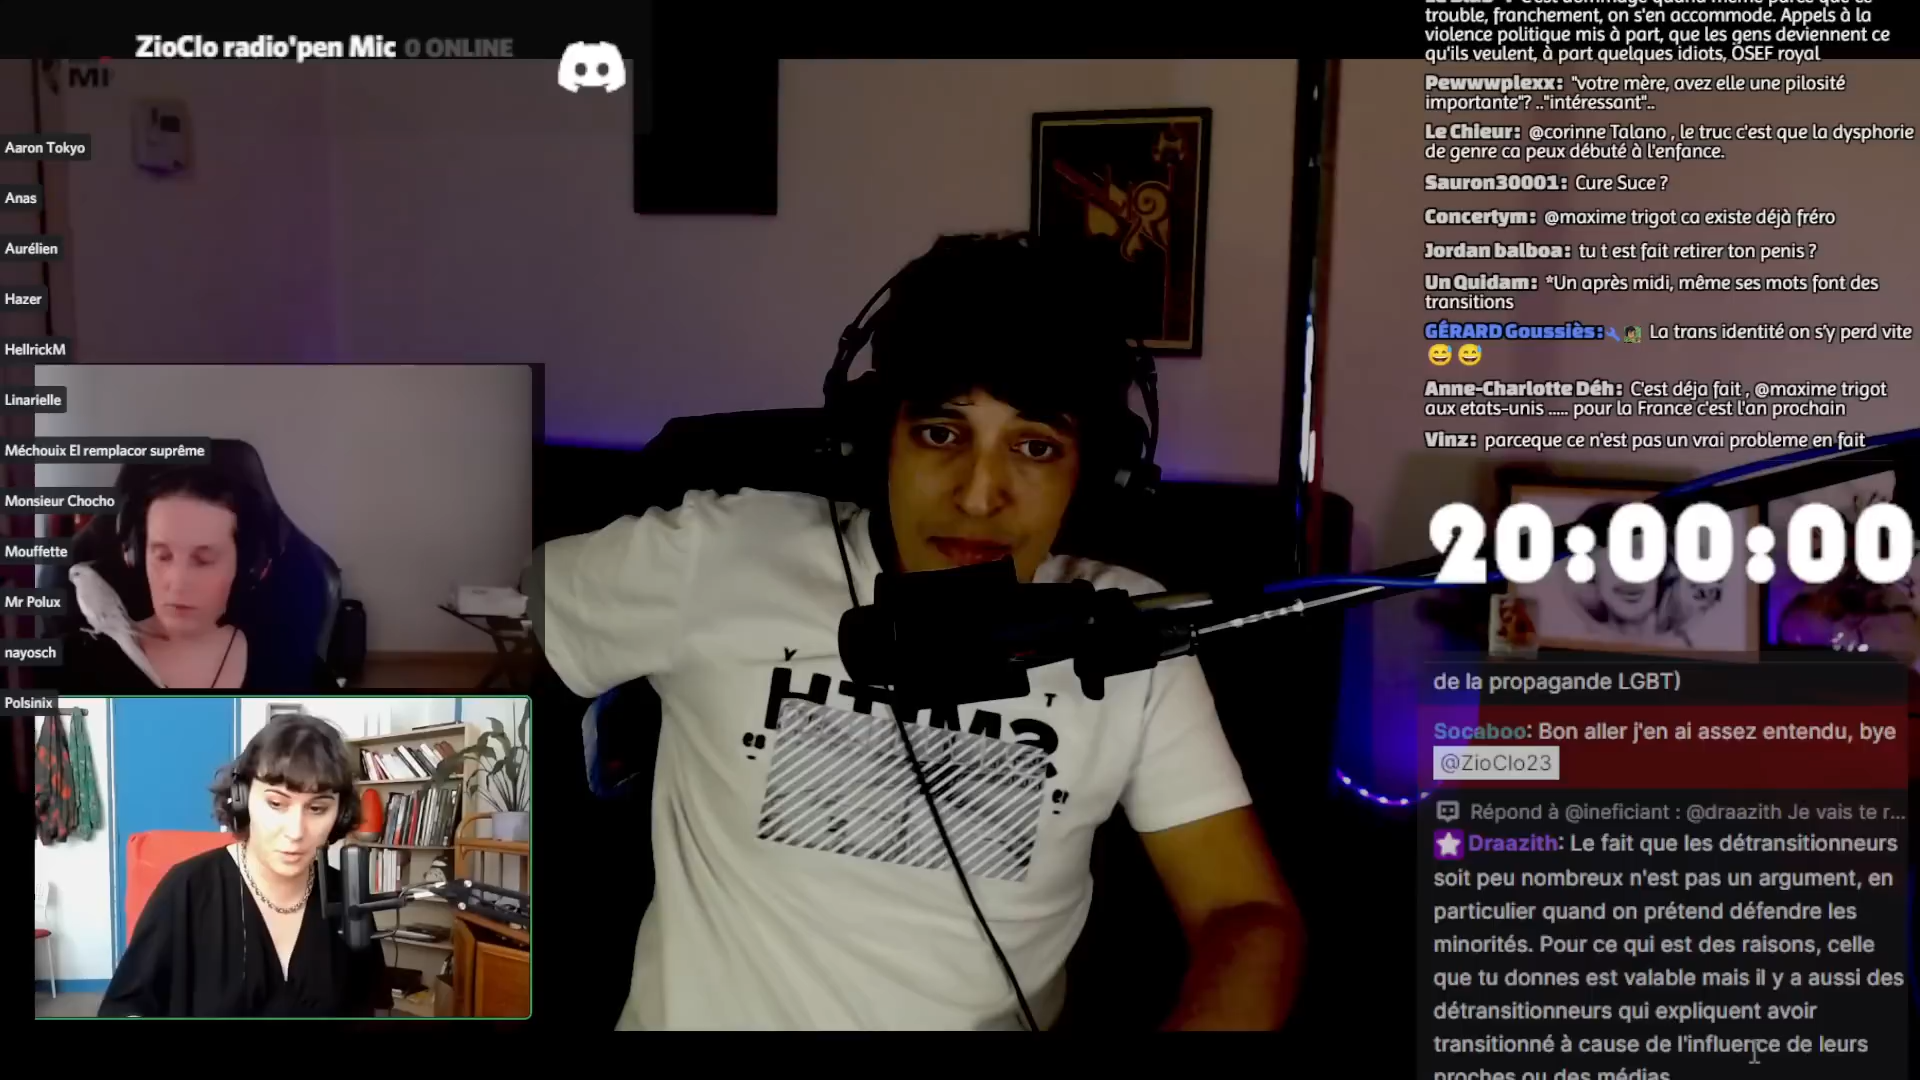 ZioClo radio'pen Mic 0 ONLINE
MI
Aaron Tokyo
Anas
Aurélien
Hazer
HellrickM
Linarielle
Méchouix El remplacor suprême
Monsieur Chocho
Mouffette
Mr Polux
nayosch
Polsinix
trouble, franchement, on s'en accommode. Appels à la
violence politique mis à part, que les gens deviennent ce
qu'ils veulent, à part quelques idiots, OSEF royal
Pewwwplexx: "votre mère, avez elle une pilosité
importante"? .."intéressant"..
Le Chieur: @corinne Talano , le truc c'est que la dysphorie
de genre ca peux débuté à l'enfance.
Sauron30001: Cure Suce ?
Concertym: @maxime trigot ca existe déjà fréro
Jordan balboa: tu t est fait retirer ton penis ?
Un Quidam: *Un après midi, même ses mots font des
transitions
GÉRARD Goussiès: La trans identité on s'y perd vite
😅 😅
Anne-Charlotte Déh: C'est déja fait , @maxime trigot
aux etats-unis ..... pour la France c'est l'an prochain
Vinz: parceque ce n'est pas un vrai probleme en fait
20:00:00
de la propagande LGBT)
Socaboo: Bon aller j'en ai assez entendu, bye
@ZioClo23
Répond à @ineficiant : @draazith Je vais te r...
Draazith: Le fait que les détransitionneurs
soit peu nombreux n'est pas un argument, en
particulier quand on prétend défendre les
minorités. Pour ce qui est des raisons, celle
que tu donnes est valable mais il y a aussi des
détransitionneurs qui expliquent avoir
transitionné à cause de l'influence de leurs
proches ou des médias